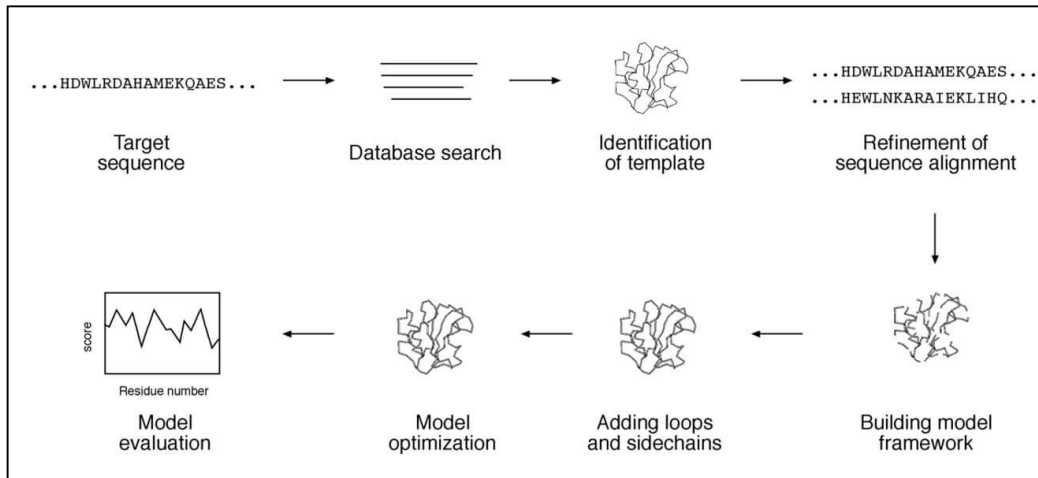 ...HDWLRDAHAMEKQAES...
Target
sequence
Database search
Identification
of template
...HDWLRDAHAMEKQAES...
...HEWLNKARAIEKLIHQ...
Refinement of
sequence alignment
score
Residue number
Model
evaluation
Model
optimization
Adding loops
and sidechains
Building model
framework